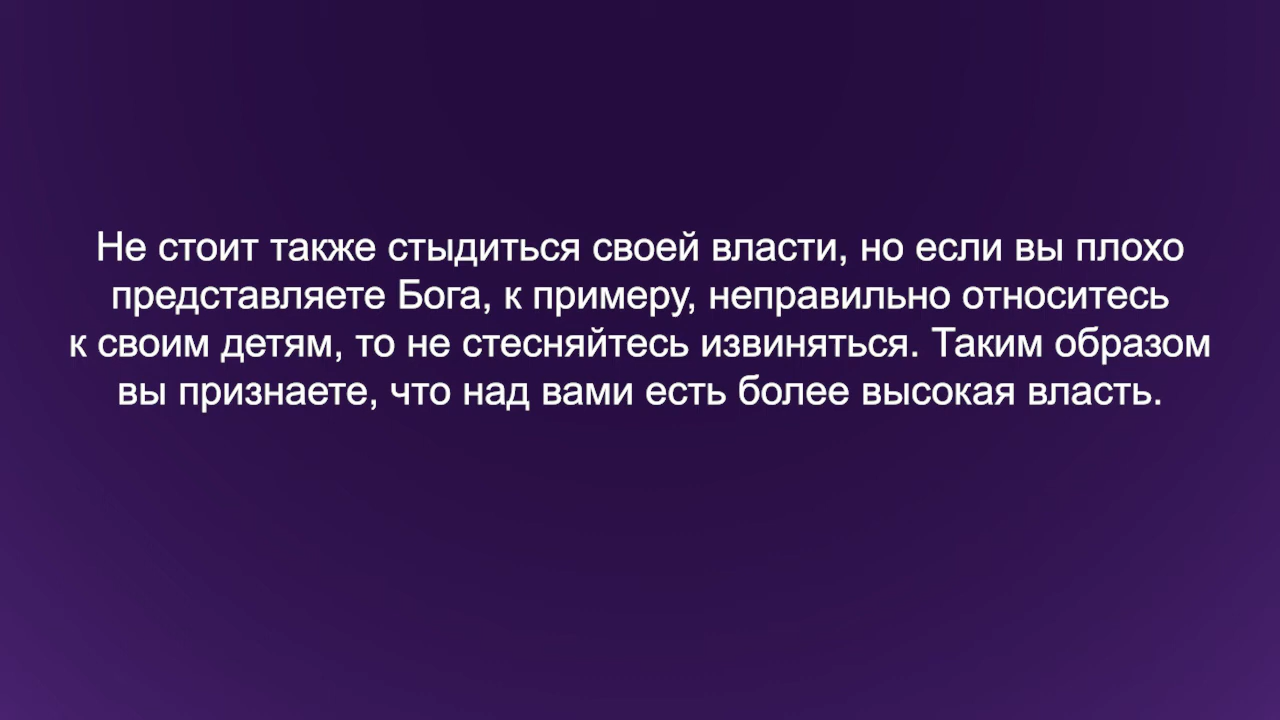 Не стоит также стыдиться своей власти, но если вы плохо
представляете Бога, к примеру, неправильно относитесь
к своим детям, то не стесняйтесь извиняться. Таким образом
вы признаете, что над вами есть более высокая власть.